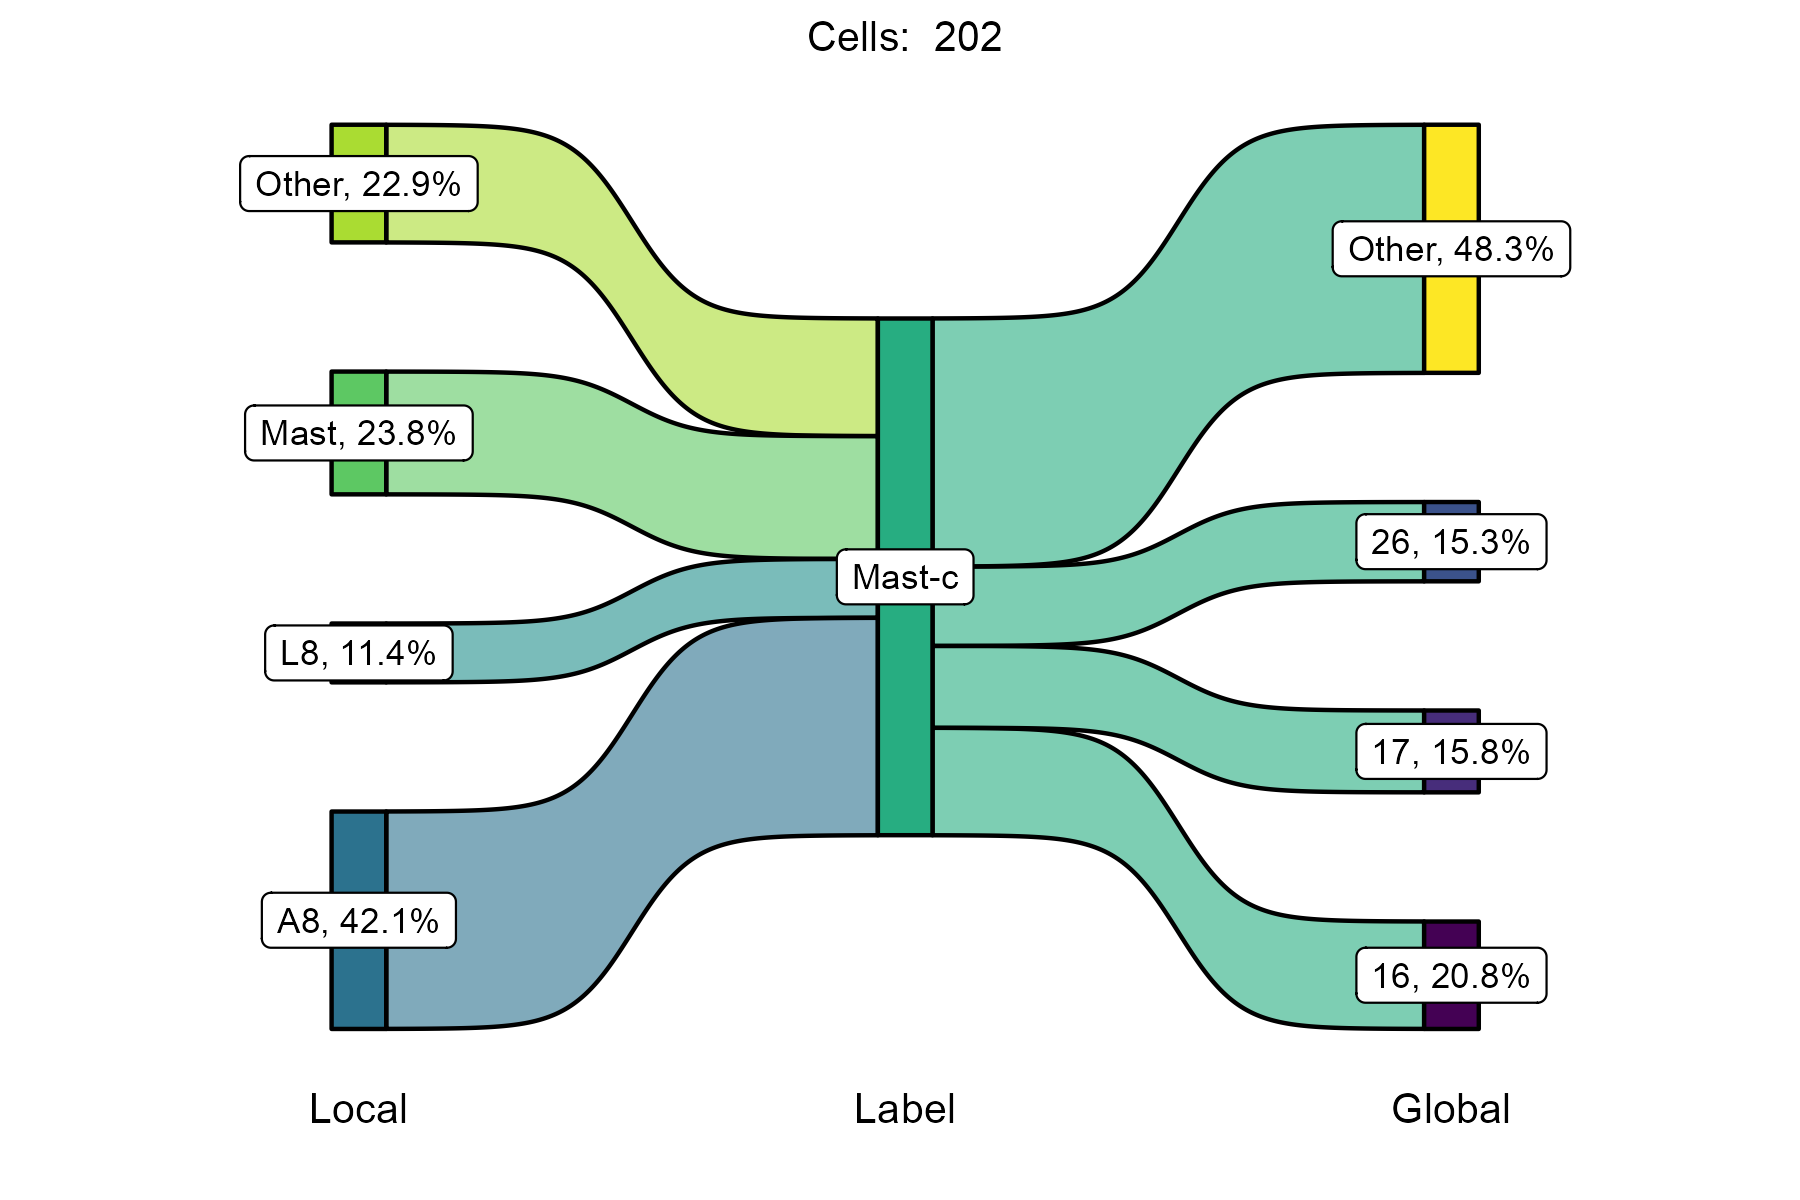 Cells:  202
Other, 22.9%
Mast, 23.8%
L8, 11.4%
A8, 42.1%
Mast-c
Other, 48.3%
26, 15.3%
17, 15.8%
16, 20.8%
Local
Label
Global